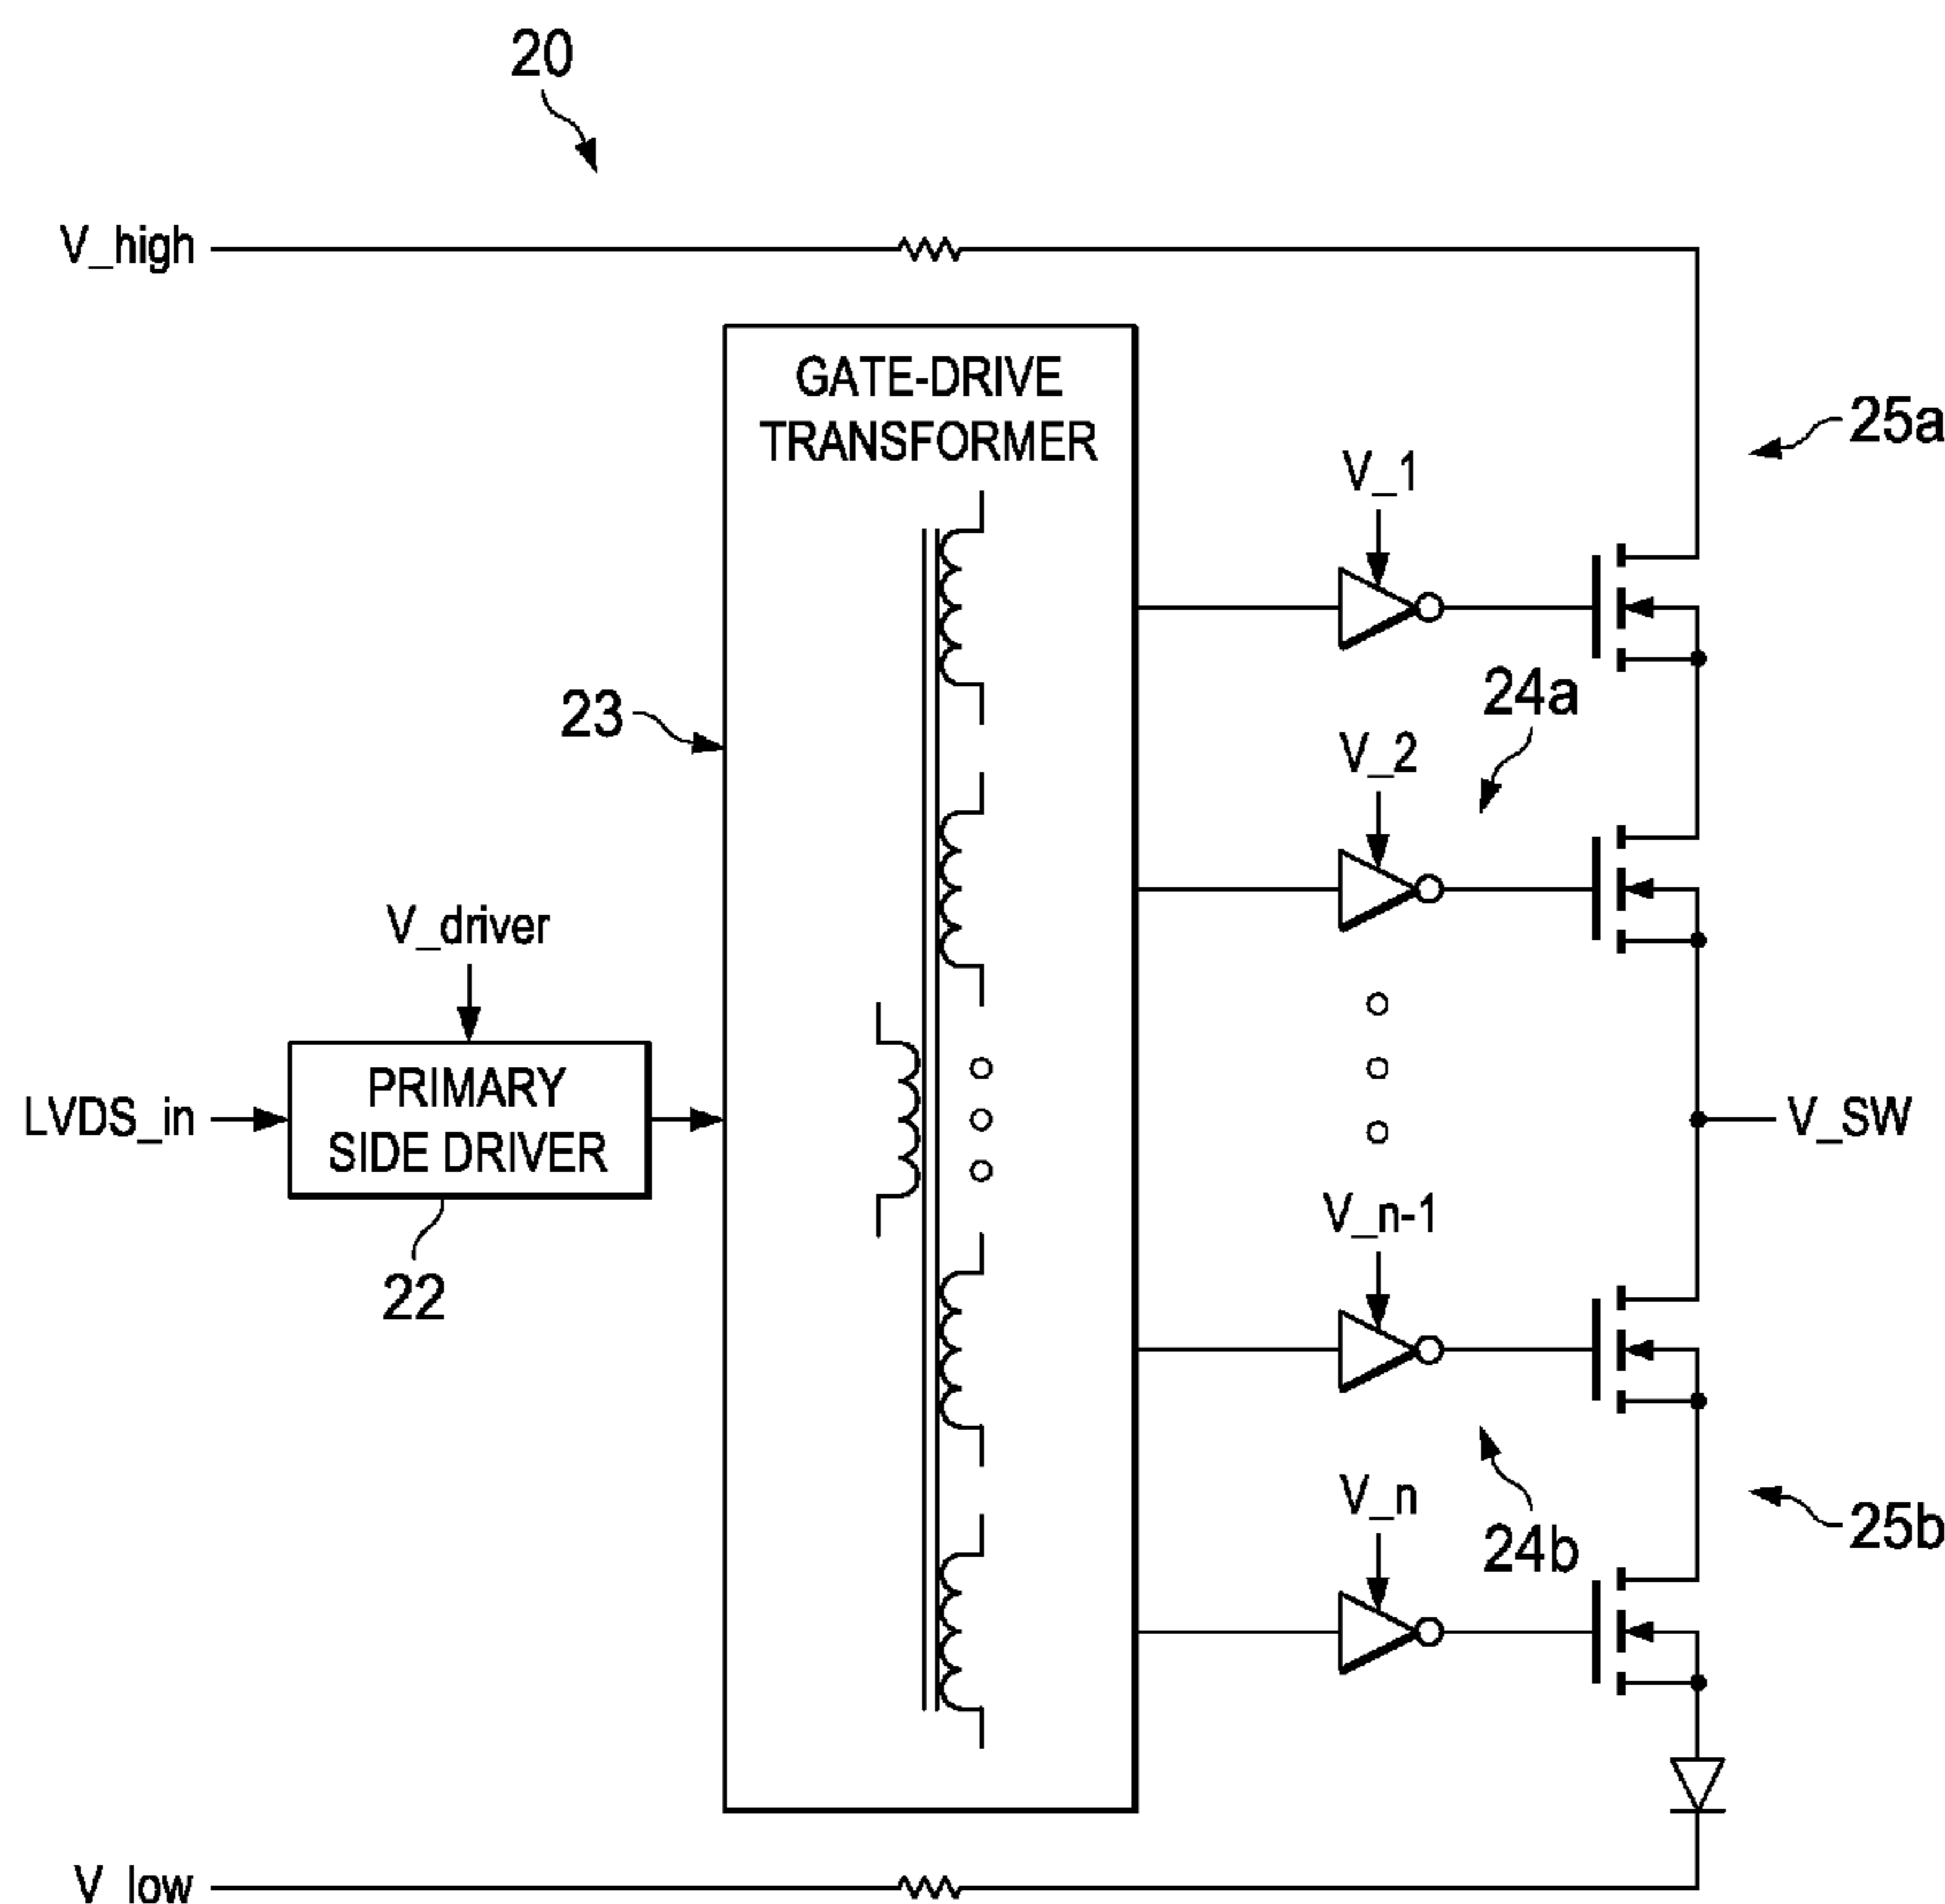 20
V_high
GATE-DRIVE
TRANSFORMER
25a
V_1
24a
23
V_2
V_driver
PRIMARY
SIDE DRIVER
LVDS_in
V_SW
V_n-1
22
V_n
24b
25b
V_low